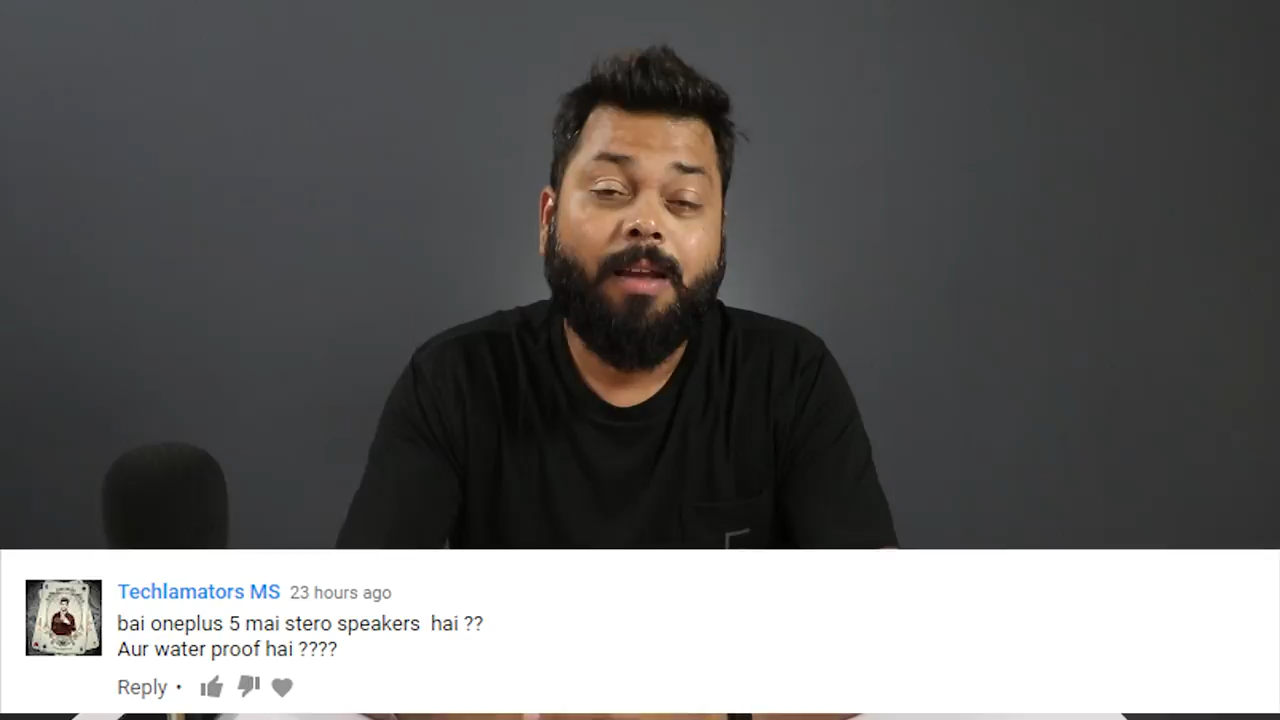 Techlamators MS 23 hours ago
bai oneplus 5 mai stero speakers hai ??
Aur water proof hai ????
Reply •